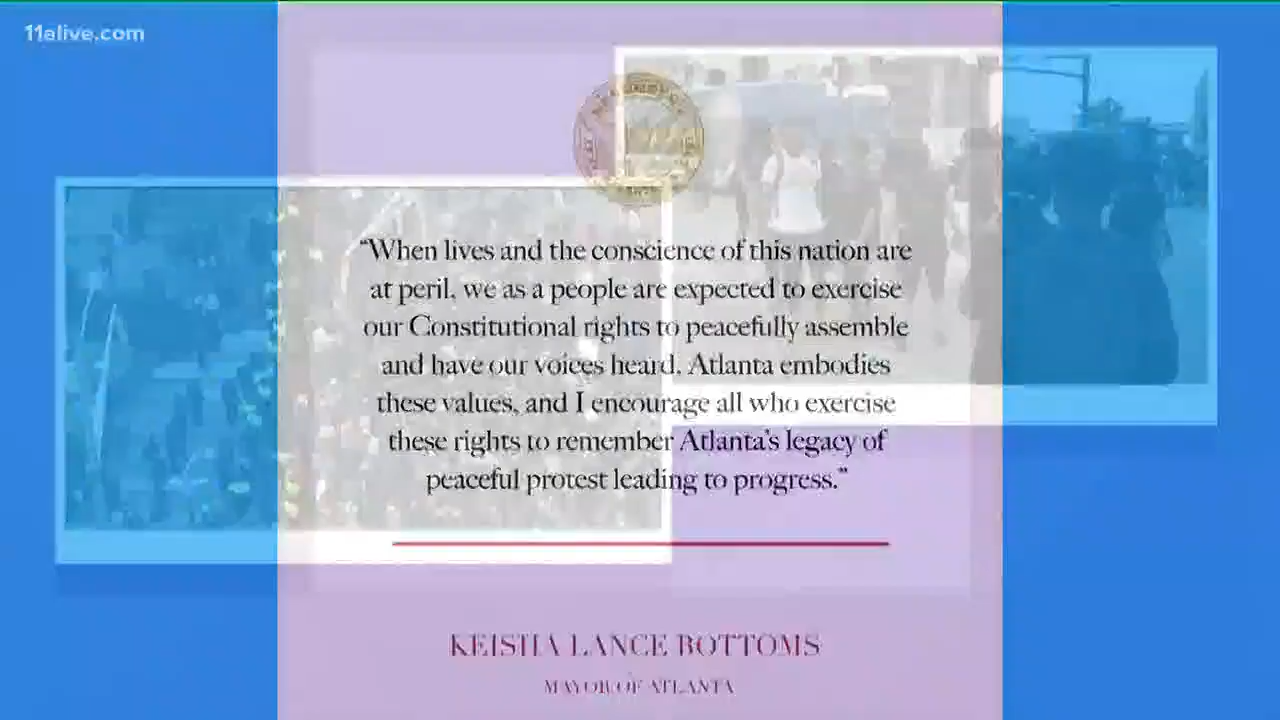 11alive.com
“When lives and the conscience of this nation are
at peril, we as a people are expected to exercise
our Constitutional rights to peacefully assemble
and have our voices heard. Atlanta embodies
these values, and I encourage all who exercise
these rights to remember Atlanta’s legacy of
peaceful protest leading to progress.”
KEISHA LANCE BOTTOMS
MAYOR OF ATLANTA